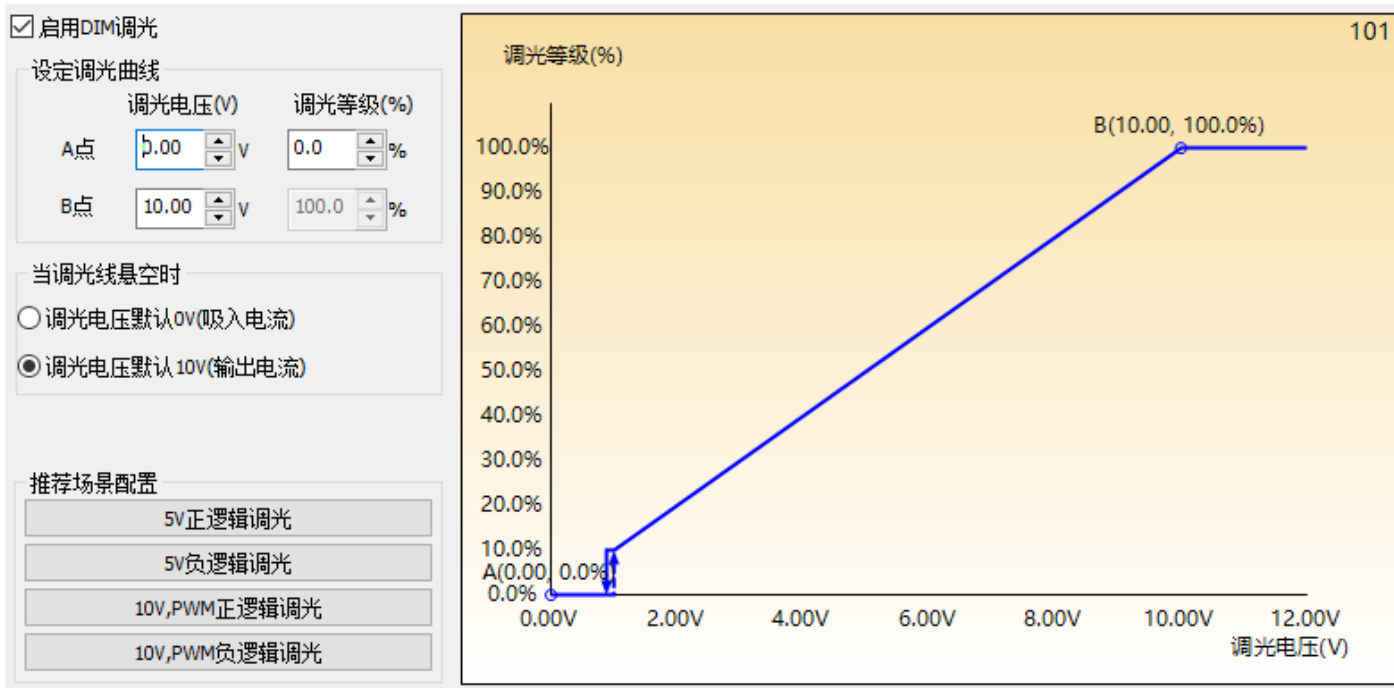 启用DIM调光
设定调光曲线
调光电压(V) 调光等级(%)
A点 0.00 V 0.0 %
B点 10.00 V 100.0 %
当调光线悬空时
调光电压默认0V(吸入电流)
调光电压默认10V(输出电流)
推荐场景配置
5V正逻辑调光
5V负逻辑调光
10V,PWM正逻辑调光
10V,PWM负逻辑调光
101
调光等级(%)
B(10.00, 100.0%)
100.0%
90.0%
80.0%
70.0%
60.0%
50.0%
40.0%
30.0%
20.0%
10.0%
A(0.00, 0.0%)
0.0%
0.00V 2.00V 4.00V 6.00V 8.00V 10.00V 12.00V
调光电压(V)